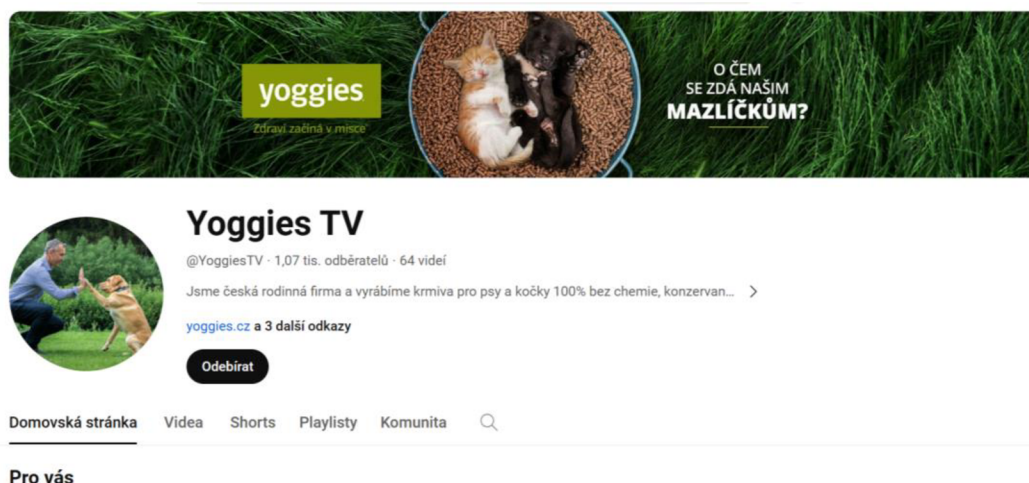 yoggies
Zdraví začíná v misce
O ČEM
SE ZDÁ NAŠIM
MAZLÍČKŮM?
Yoggies TV
@YoggiesTV · 1,07 tis. odběratelů · 64 videí
Jsme česká rodinná firma a vyrábíme krmiva pro psy a kočky 100% bez chemie, konzervan...
yoggies.cz a 3 další odkazy
Odebírat
Domovská stránka Videa Shorts Playlisty Komunita
Pro vás